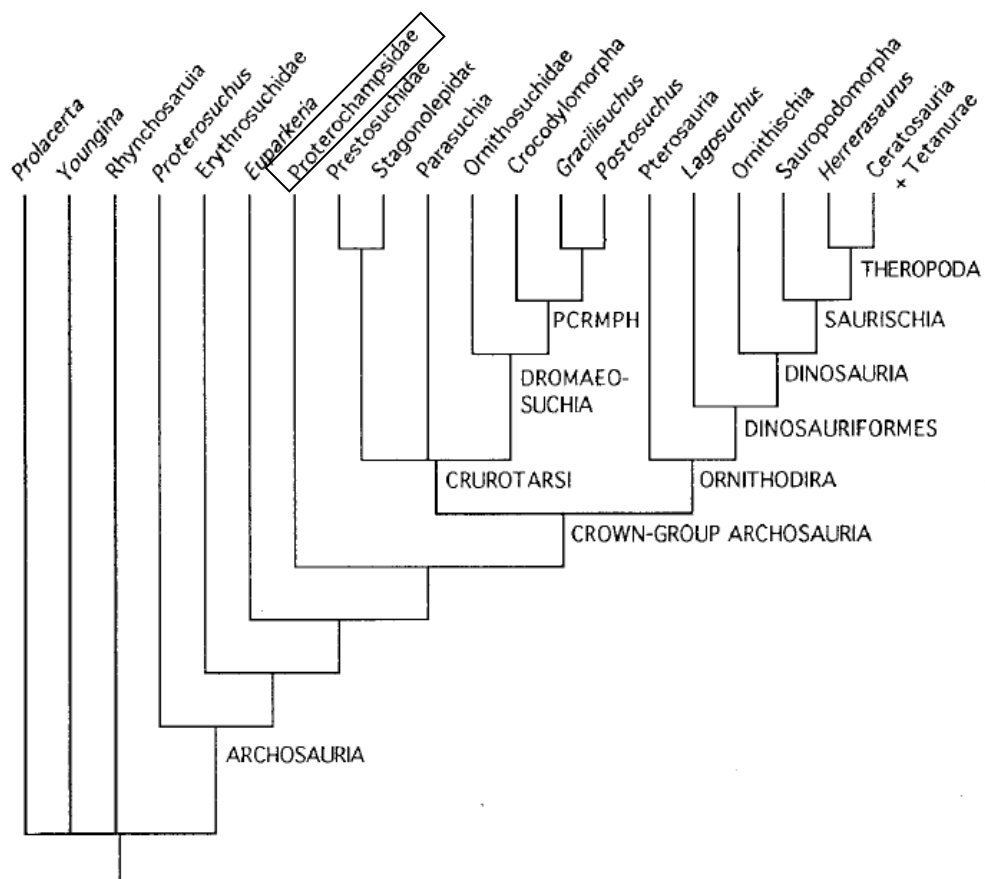 Prolacerta
Youngina
Rhynchosaruia
Proterosuchus
Erythrosuchidae
Euparkeria
Proterochampsidae
Prestosuchidae
Stagonolepidae
Parasuchia
Ornithosuchidae
Crocodylomorpha
Gracilisuchus
Postosuchus
Pterosauria
Lagosuchus
Ornithischia
Sauropodomorpha
Herrerasaurus
Ceratosauria
+ Tetanurae
THEROPODA
SAURISCHIA
PCRMPH
DINOSAURIA
DROMAEO-
SUCHIA
DINOSAURIFORMES
CRUROTARSI
ORNITHODIRA
CROWN-GROUP ARCHOSAURIA
ARCHOSAURIA